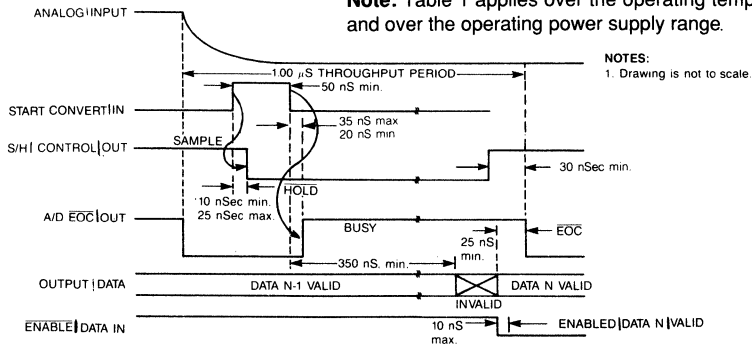 Note: Table 1 applies over the operating temp
and over the operating power supply range.
ANALOG INPUT
NOTES:
1. Drawing is not to scale.
1.00 μS THROUGHPUT PERIOD
50 nS min.
START CONVERT IN
35 nS max
20 nS min
SAMPLE
S/H CONTROL OUT
30 nSec min.
HOLD
10 nSec min.
25 nSec max.
A/D EOC OUT
BUSY
EOC
25 nS
min.
350 nS. min.
OUTPUT DATA
DATA N-1 VALID
DATA N VALID
INVALID
ENABLE DATA IN
10 nS
max.
ENABLED DATA N VALID